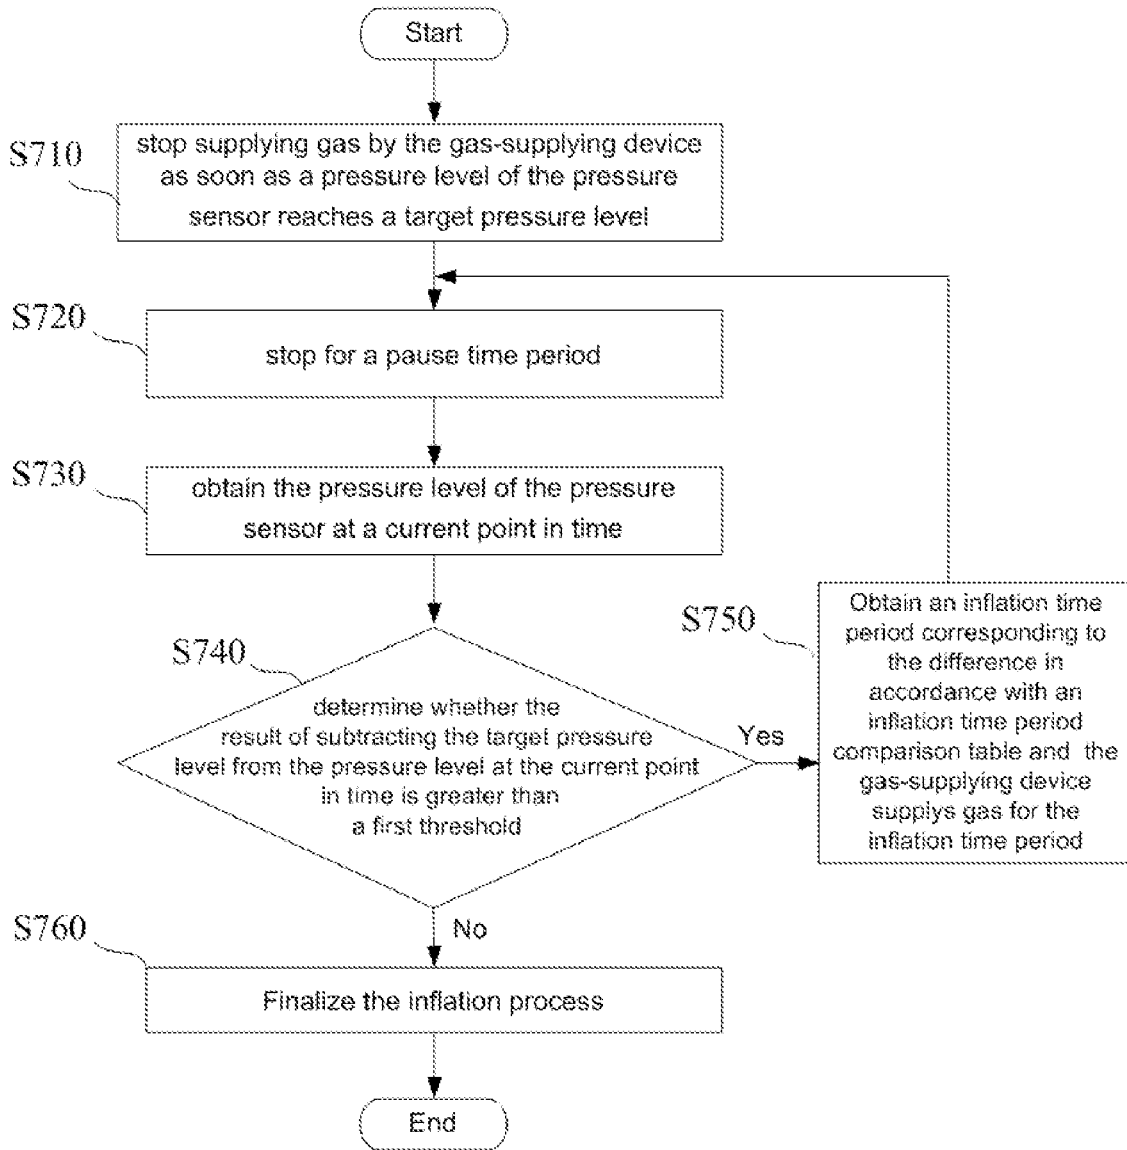 Start
S710
stop supplying gas by the gas-supplying device
as soon as a pressure level of the pressure
sensor reaches a target pressure level
S720
stop for a pause time period
S730
obtain the pressure level of the pressure
sensor at a current point in time
S740
determine whether the
result of subtracting the target pressure
level from the pressure level at the current point
in time is greater than
a first threshold
Yes
S750
Obtain an inflation time
period corresponding to
the difference in
accordance with an
inflation time period
comparison table and the
gas-supplying device
supplys gas for the
inflation time period
No
S760
Finalize the inflation process
End